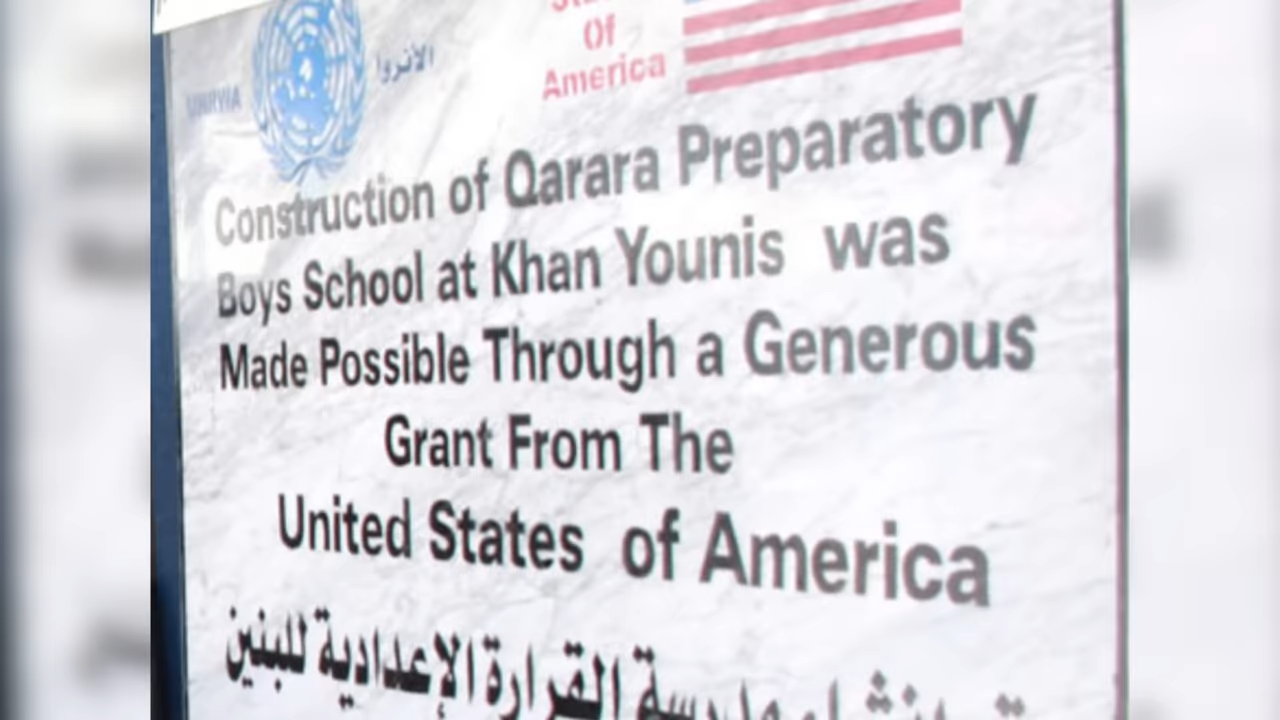 UNRWA
الأنروا
Of
America
Construction of Qarara Preparatory
Boys School at Khan Younis was
Made Possible Through a Generous
Grant From The
United States of America
القرارة الإعدادية للبنين